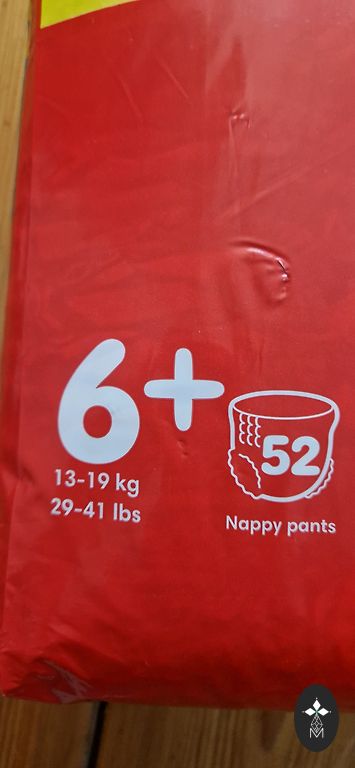 6+
13-19 kg
29-41 lbs
52
Nappy pants
M